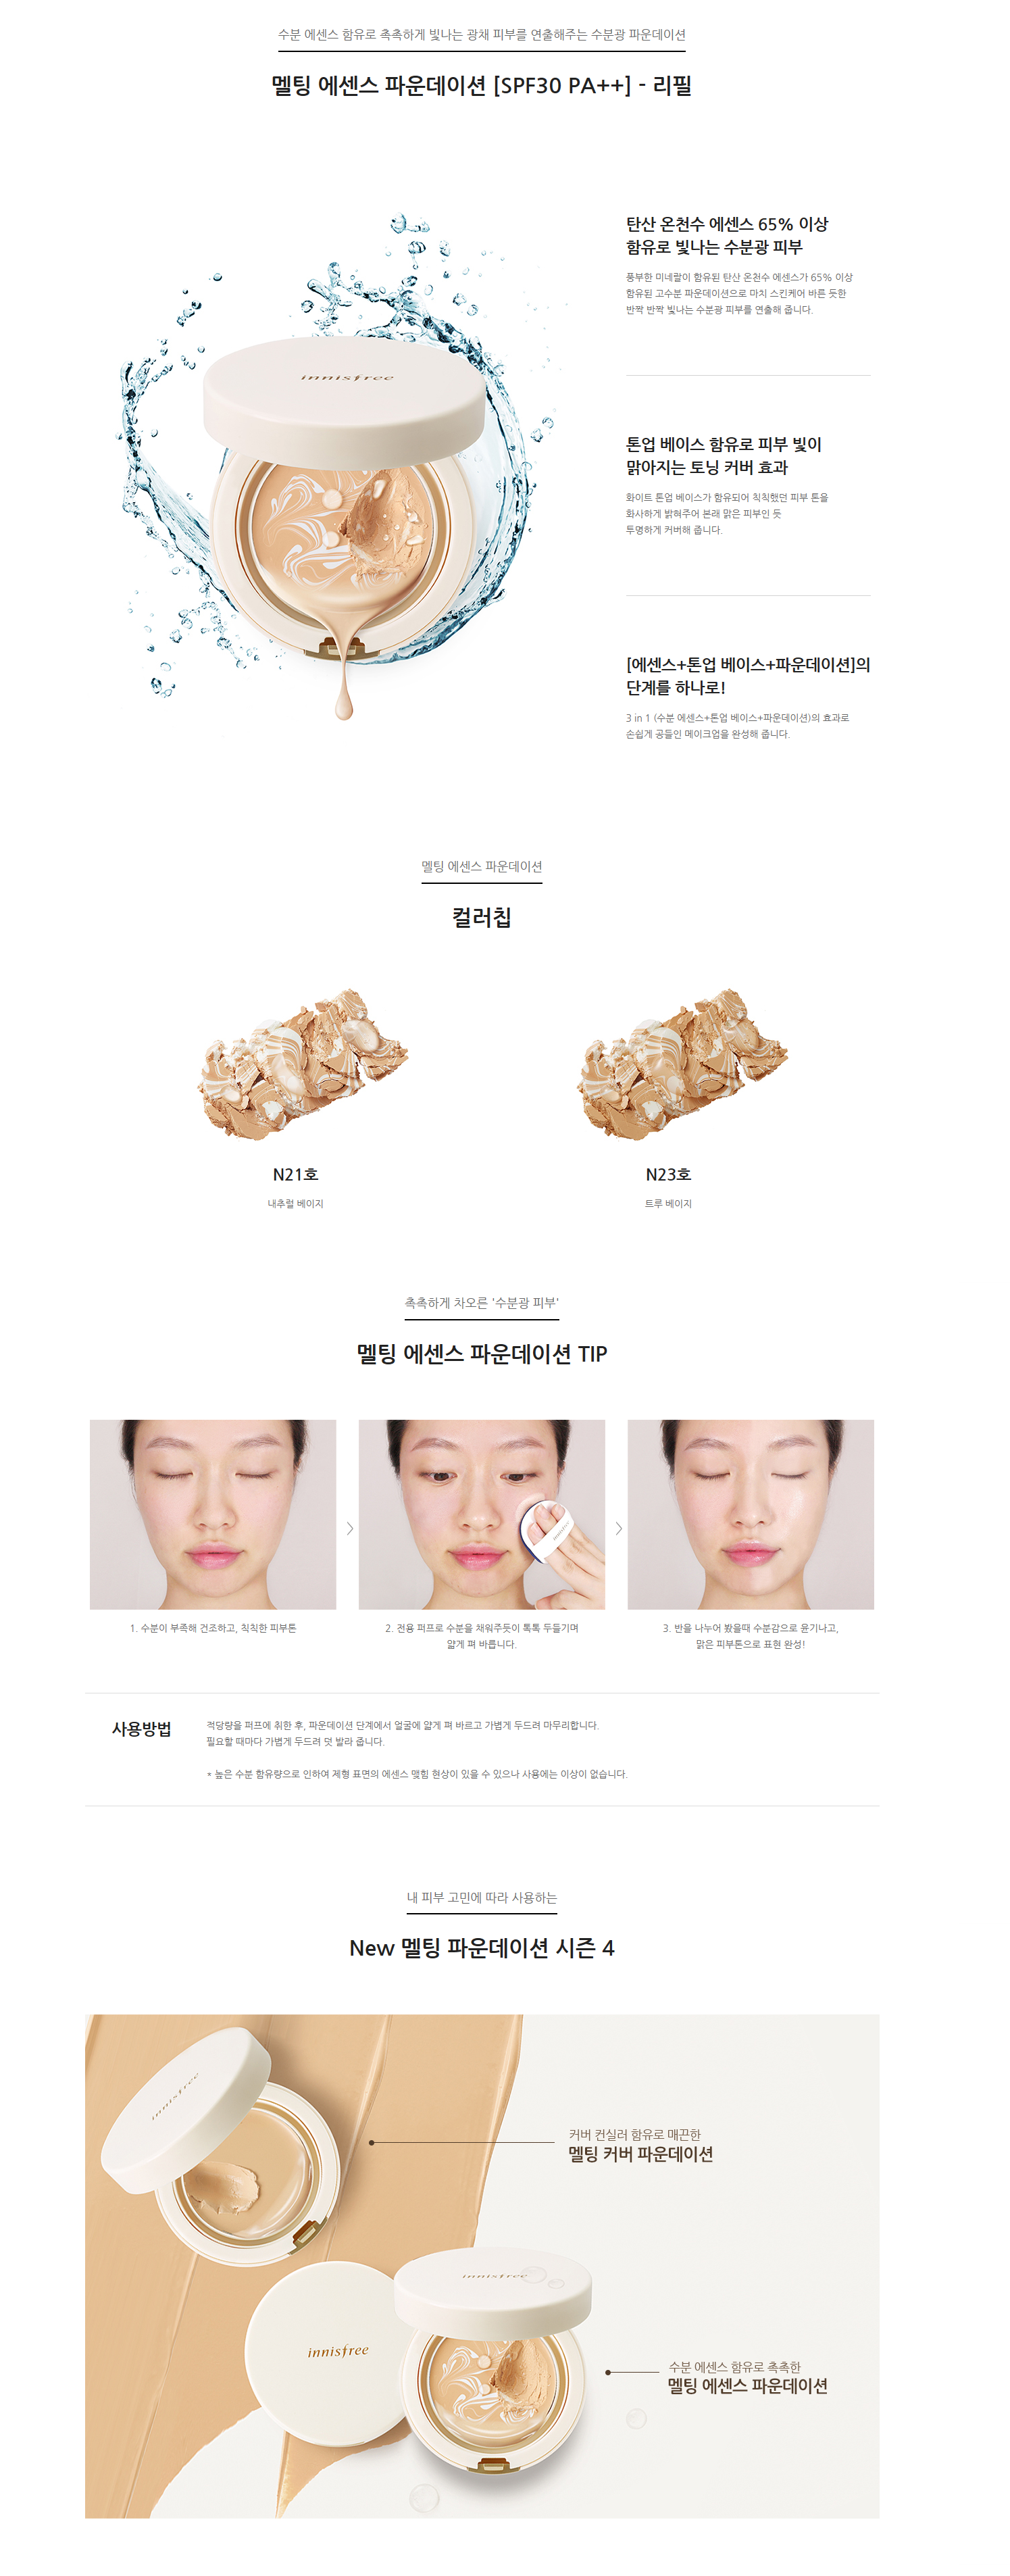 수분 에센스 함유로 촉촉하게 빛나는 광채 피부를 연출해주는 수분광 파운데이션
멜팅 에센스 파운데이션 [SPF30 PA++] - 리필
탄산 온천수 에센스 65% 이상
함유로 빛나는 수분광 피부
풍부한 미네랄이 함유된 탄산 온천수 에센스가 65% 이상
함유된 고수분 파운데이션으로 마치 스킨케어 바른 듯한
반짝 반짝 빛나는 수분광 피부를 연출해 줍니다.
innisfree
톤업 베이스 함유로 피부 빛이
맑아지는 토닝 커버 효과
화이트 톤업 베이스가 함유되어 칙칙했던 피부 톤을
화사하게 밝혀주어 본래 맑은 피부인 듯
투명하게 커버해 줍니다.
[에센스+톤업 베이스+파운데이션]의
단계를 하나로!
3 in 1 (수분 에센스+톤업 베이스+파운데이션)의 효과로
손쉽게 공들인 메이크업을 완성해 줍니다.
멜팅 에센스 파운데이션
컬러칩
N21호
내추럴 베이지
N23호
트루 베이지
촉촉하게 차오른 '수분광 피부'
멜팅 에센스 파운데이션 TIP
innisfree
1. 수분이 부족해 건조하고, 칙칙한 피부톤
2. 전용 퍼프로 수분을 채워주듯이 톡톡 두들기며
얇게 펴 바릅니다.
3. 반을 나누어 봤을때 수분감으로 윤기나고,
맑은 피부톤으로 표현 완성!
사용방법
적당량을 퍼프에 취한 후, 파운데이션 단계에서 얼굴에 얇게 펴 바르고 가볍게 두드려 마무리합니다.
필요할 때마다 가볍게 두드려 덧 발라 줍니다.
* 높은 수분 함유량으로 인하여 제형 표면의 에센스 맺힘 현상이 있을 수 있으나 사용에는 이상이 없습니다.
내 피부 고민에 따라 사용하는
New 멜팅 파운데이션 시즌 4
innisfree
커버 컨실러 함유로 매끈한
멜팅 커버 파운데이션
innisfree
innisfree
수분 에센스 함유로 촉촉한
멜팅 에센스 파운데이션